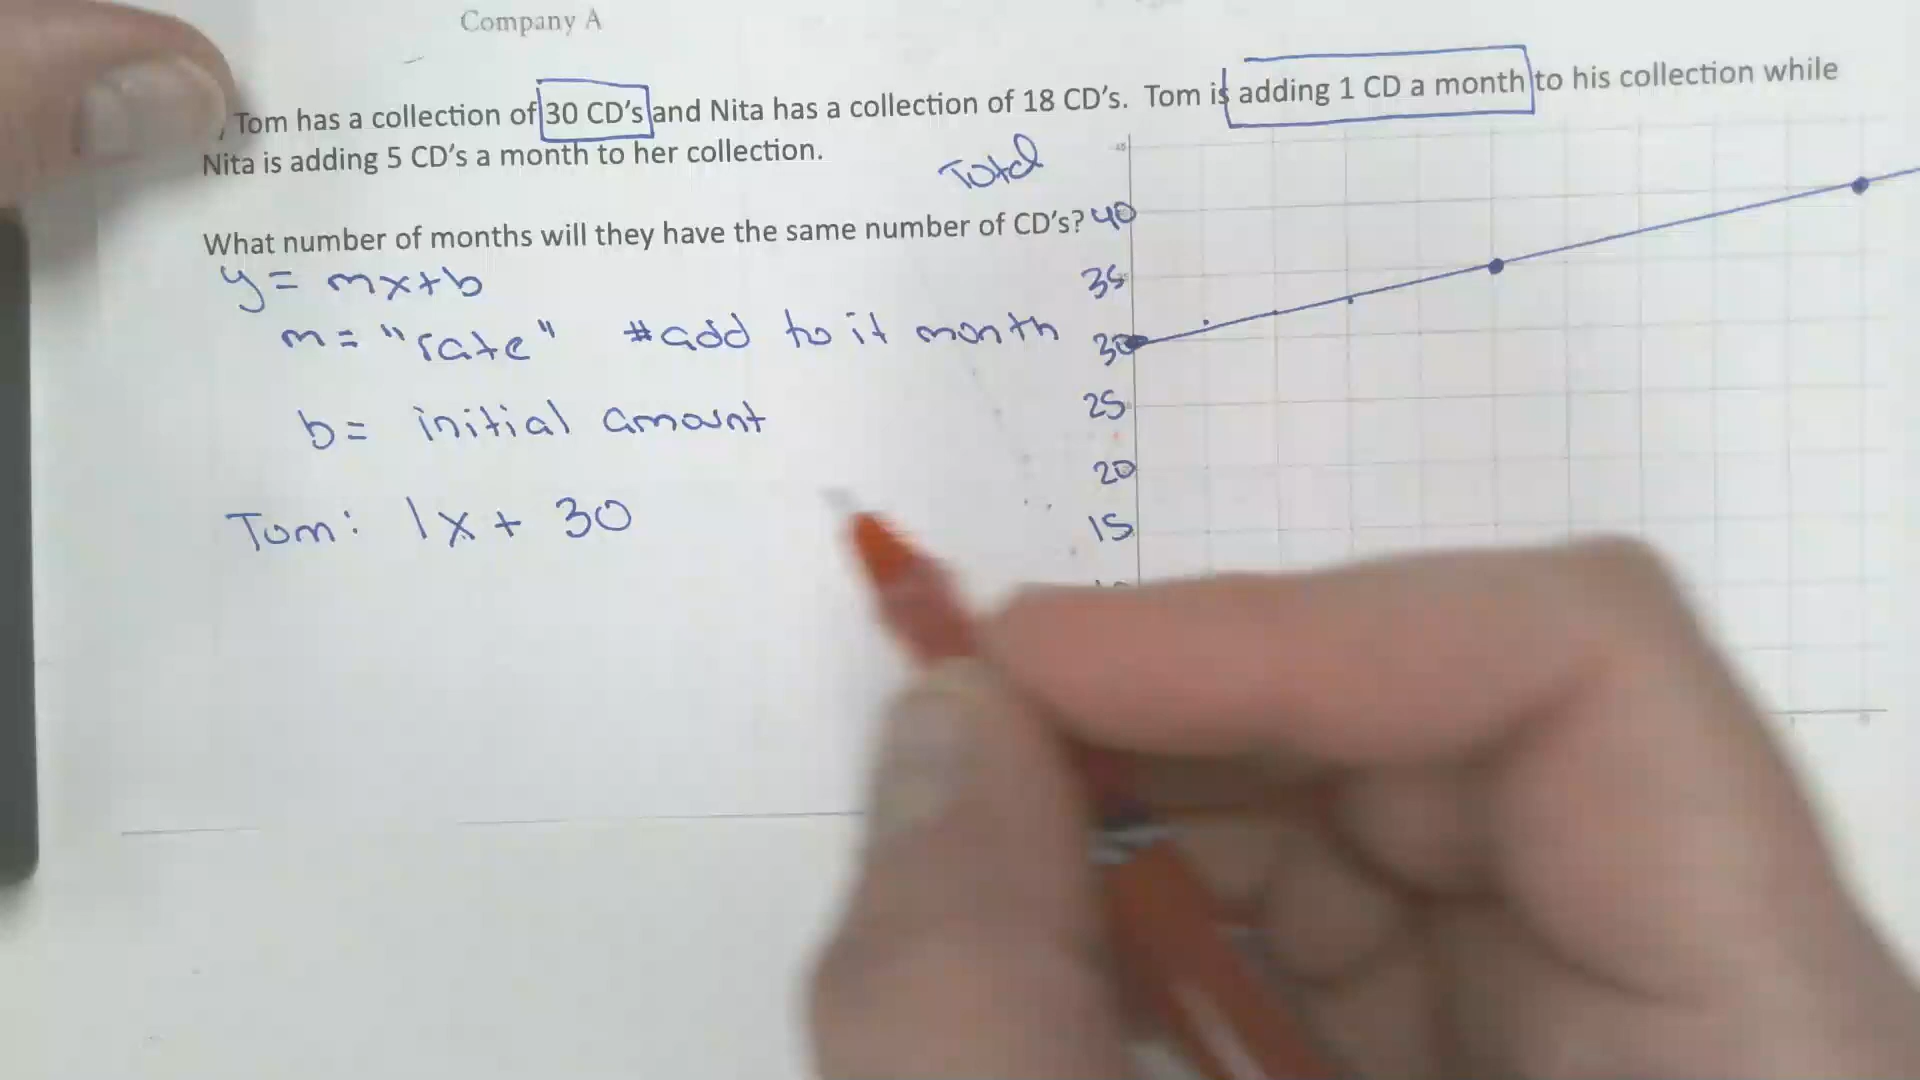 Company A
Tom has a collection of 30 CD's and Nita has a collection of 18 CD's. Tom is adding 1 CD a month to his collection while
Nita is adding 5 CD's a month to her collection.
Total
What number of months will they have the same number of CD's?
40
y = mx+b
35
m = "rate" #add to it month
30
25
b = initial amount
20
Tom: 1x + 30
15